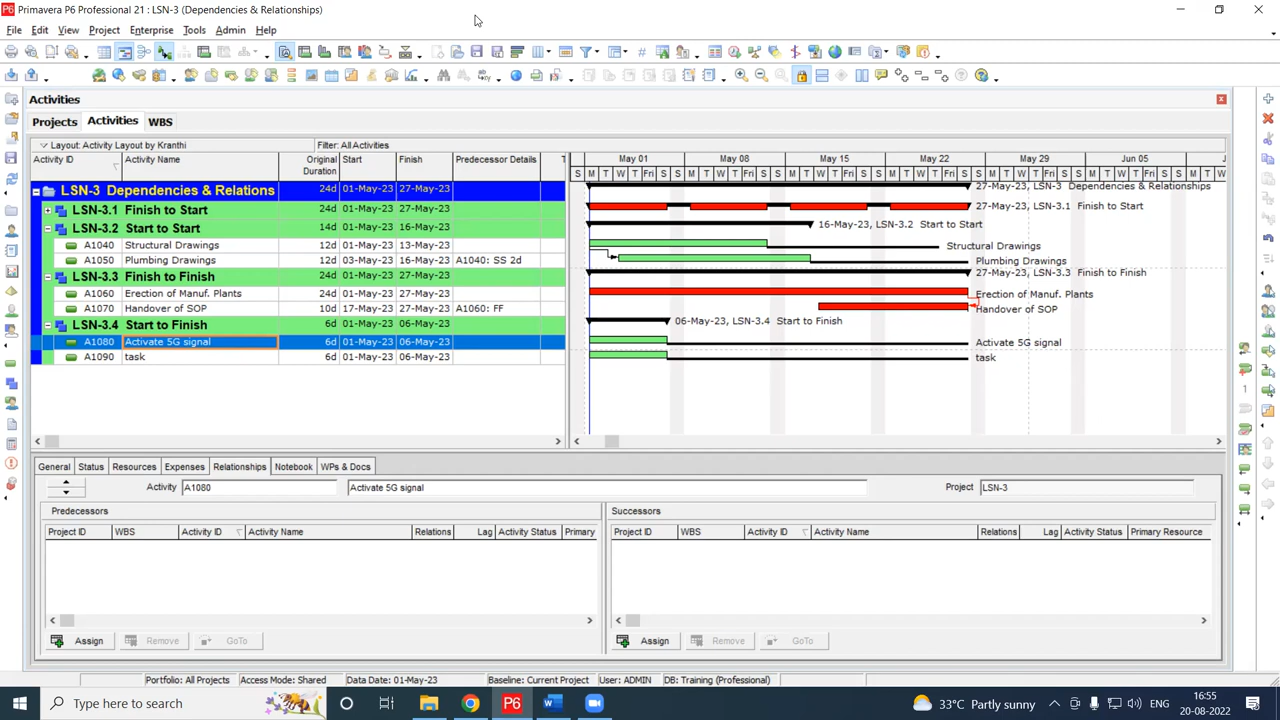 Primavera P6 Professional 21 : LSN-3 (Dependencies & Relationships)
File Edit View Project Enterprise Tools Admin Help
Activities
Projects Activities WBS
Layout: Activity Layout by Kranthi Filter: All Activities
Activity ID Activity Name Original Duration Start Finish Predecessor Details T
May 01 May 08 May 15 May 22 May 29 Jun 05 J
S M T W T Fri S S M T W T Fri S S M T W T Fri S S M T W T Fri S S M T W T Fri S S M T W T Fri S S M
LSN-3 Dependencies & Relations 24d 01-May-23 27-May-23 27-May-23, LSN-3 Dependencies & Relationships
LSN-3.1 Finish to Start 24d 01-May-23 27-May-23 27-May-23, LSN-3.1 Finish to Start
LSN-3.2 Start to Start 14d 01-May-23 16-May-23 16-May-23, LSN-3.2 Start to Start
A1040 Structural Drawings 12d 01-May-23 13-May-23 Structural Drawings
A1050 Plumbing Drawings 12d 03-May-23 16-May-23 A1040: SS 2d Plumbing Drawings
LSN-3.3 Finish to Finish 24d 01-May-23 27-May-23 27-May-23, LSN-3.3 Finish to Finish
A1060 Erection of Manuf. Plants 24d 01-May-23 27-May-23 Erection of Manuf. Plants
A1070 Handover of SOP 10d 17-May-23 27-May-23 A1060: FF Handover of SOP
LSN-3.4 Start to Finish 6d 01-May-23 06-May-23 06-May-23, LSN-3.4 Start to Finish
A1080 Activate 5G signal 6d 01-May-23 06-May-23 Activate 5G signal
A1090 task 6d 01-May-23 06-May-23 task
General Status Resources Expenses Relationships Notebook WPs & Docs
Activity A1080 Activate 5G signal Project LSN-3
Predecessors Successors
Project ID WBS Activity ID Activity Name Relations Lag Activity Status Primary
Project ID WBS Activity ID Activity Name Relations Lag Activity Status Primary Resource
Assign Remove GoTo Assign Remove GoTo
Portfolio: All Projects Access Mode: Shared Data Date: 01-May-23 Baseline: Current Project User: ADMIN DB: Training (Professional)
Type here to search P6 33°C Partly sunny ENG 16:55
20-08-2022